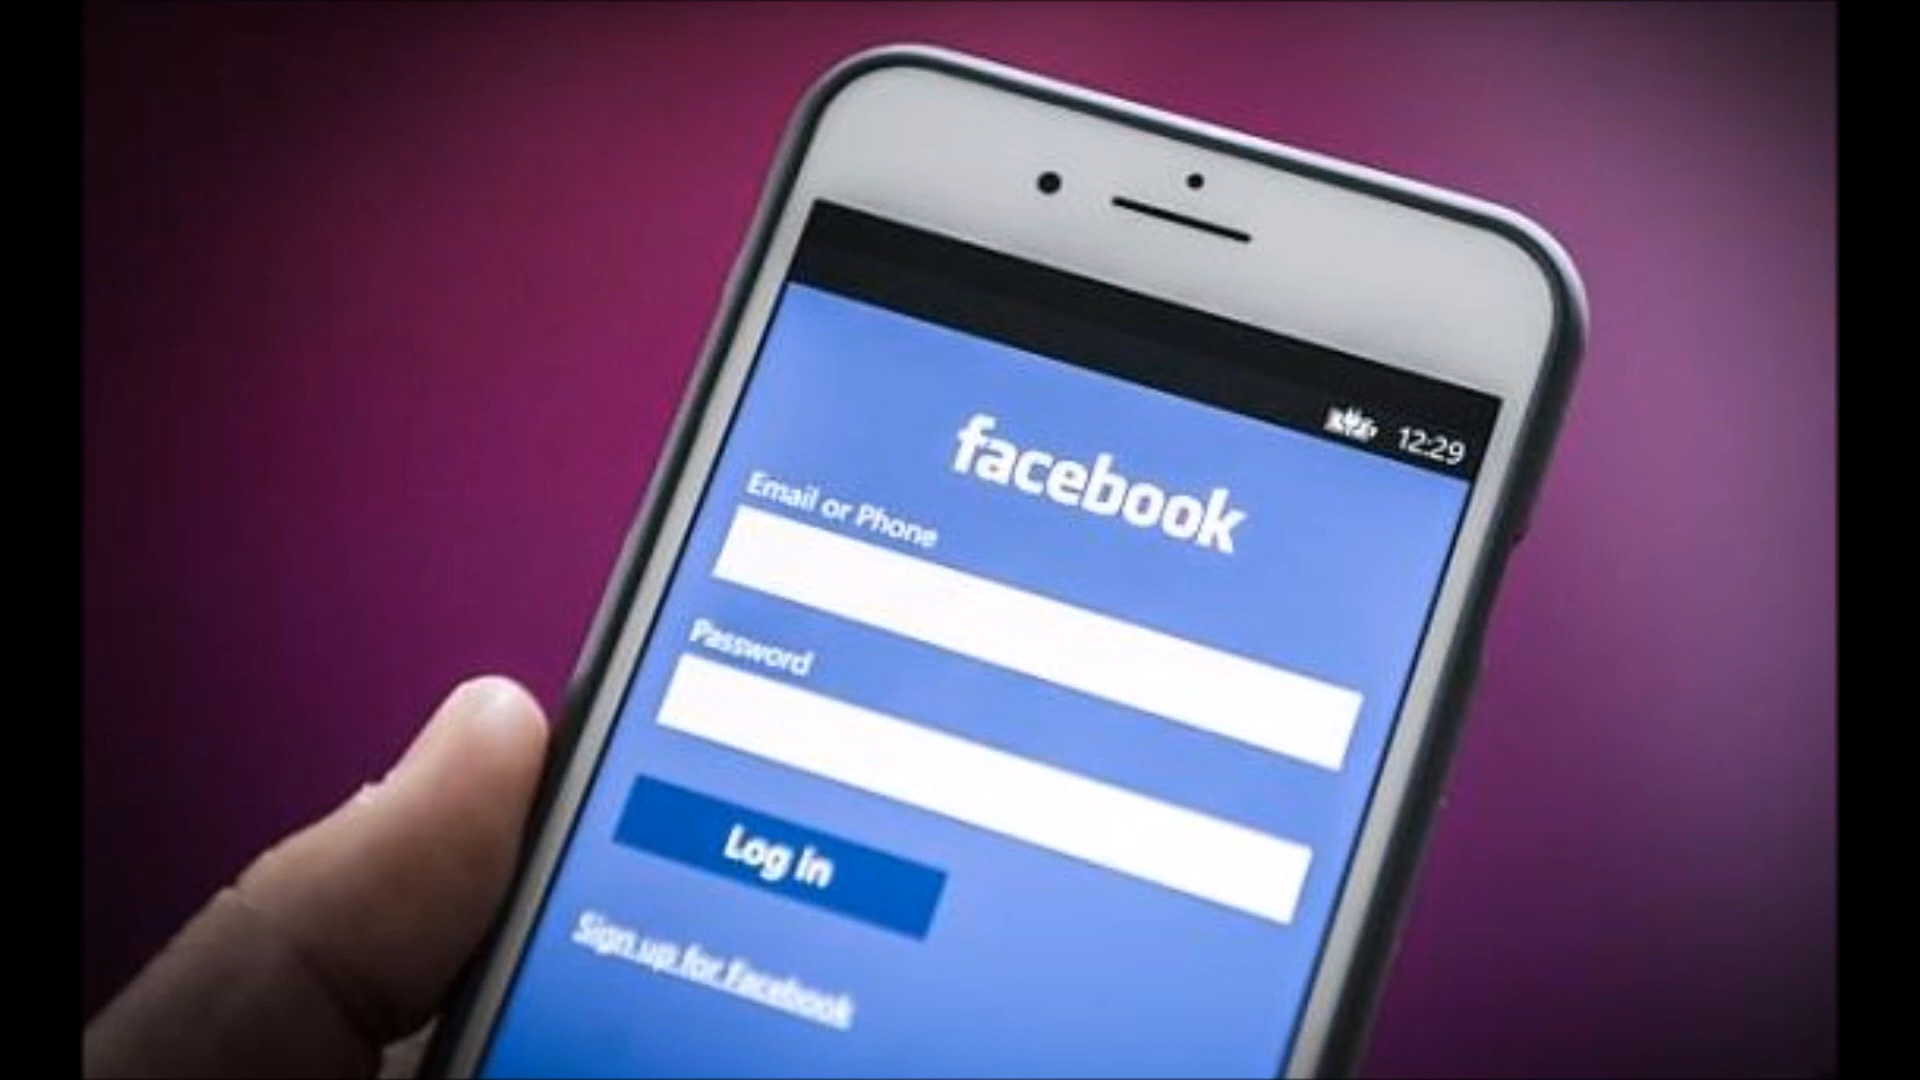 12:29
facebook
Email or Phone
Password
Log in
Sign up for Facebook